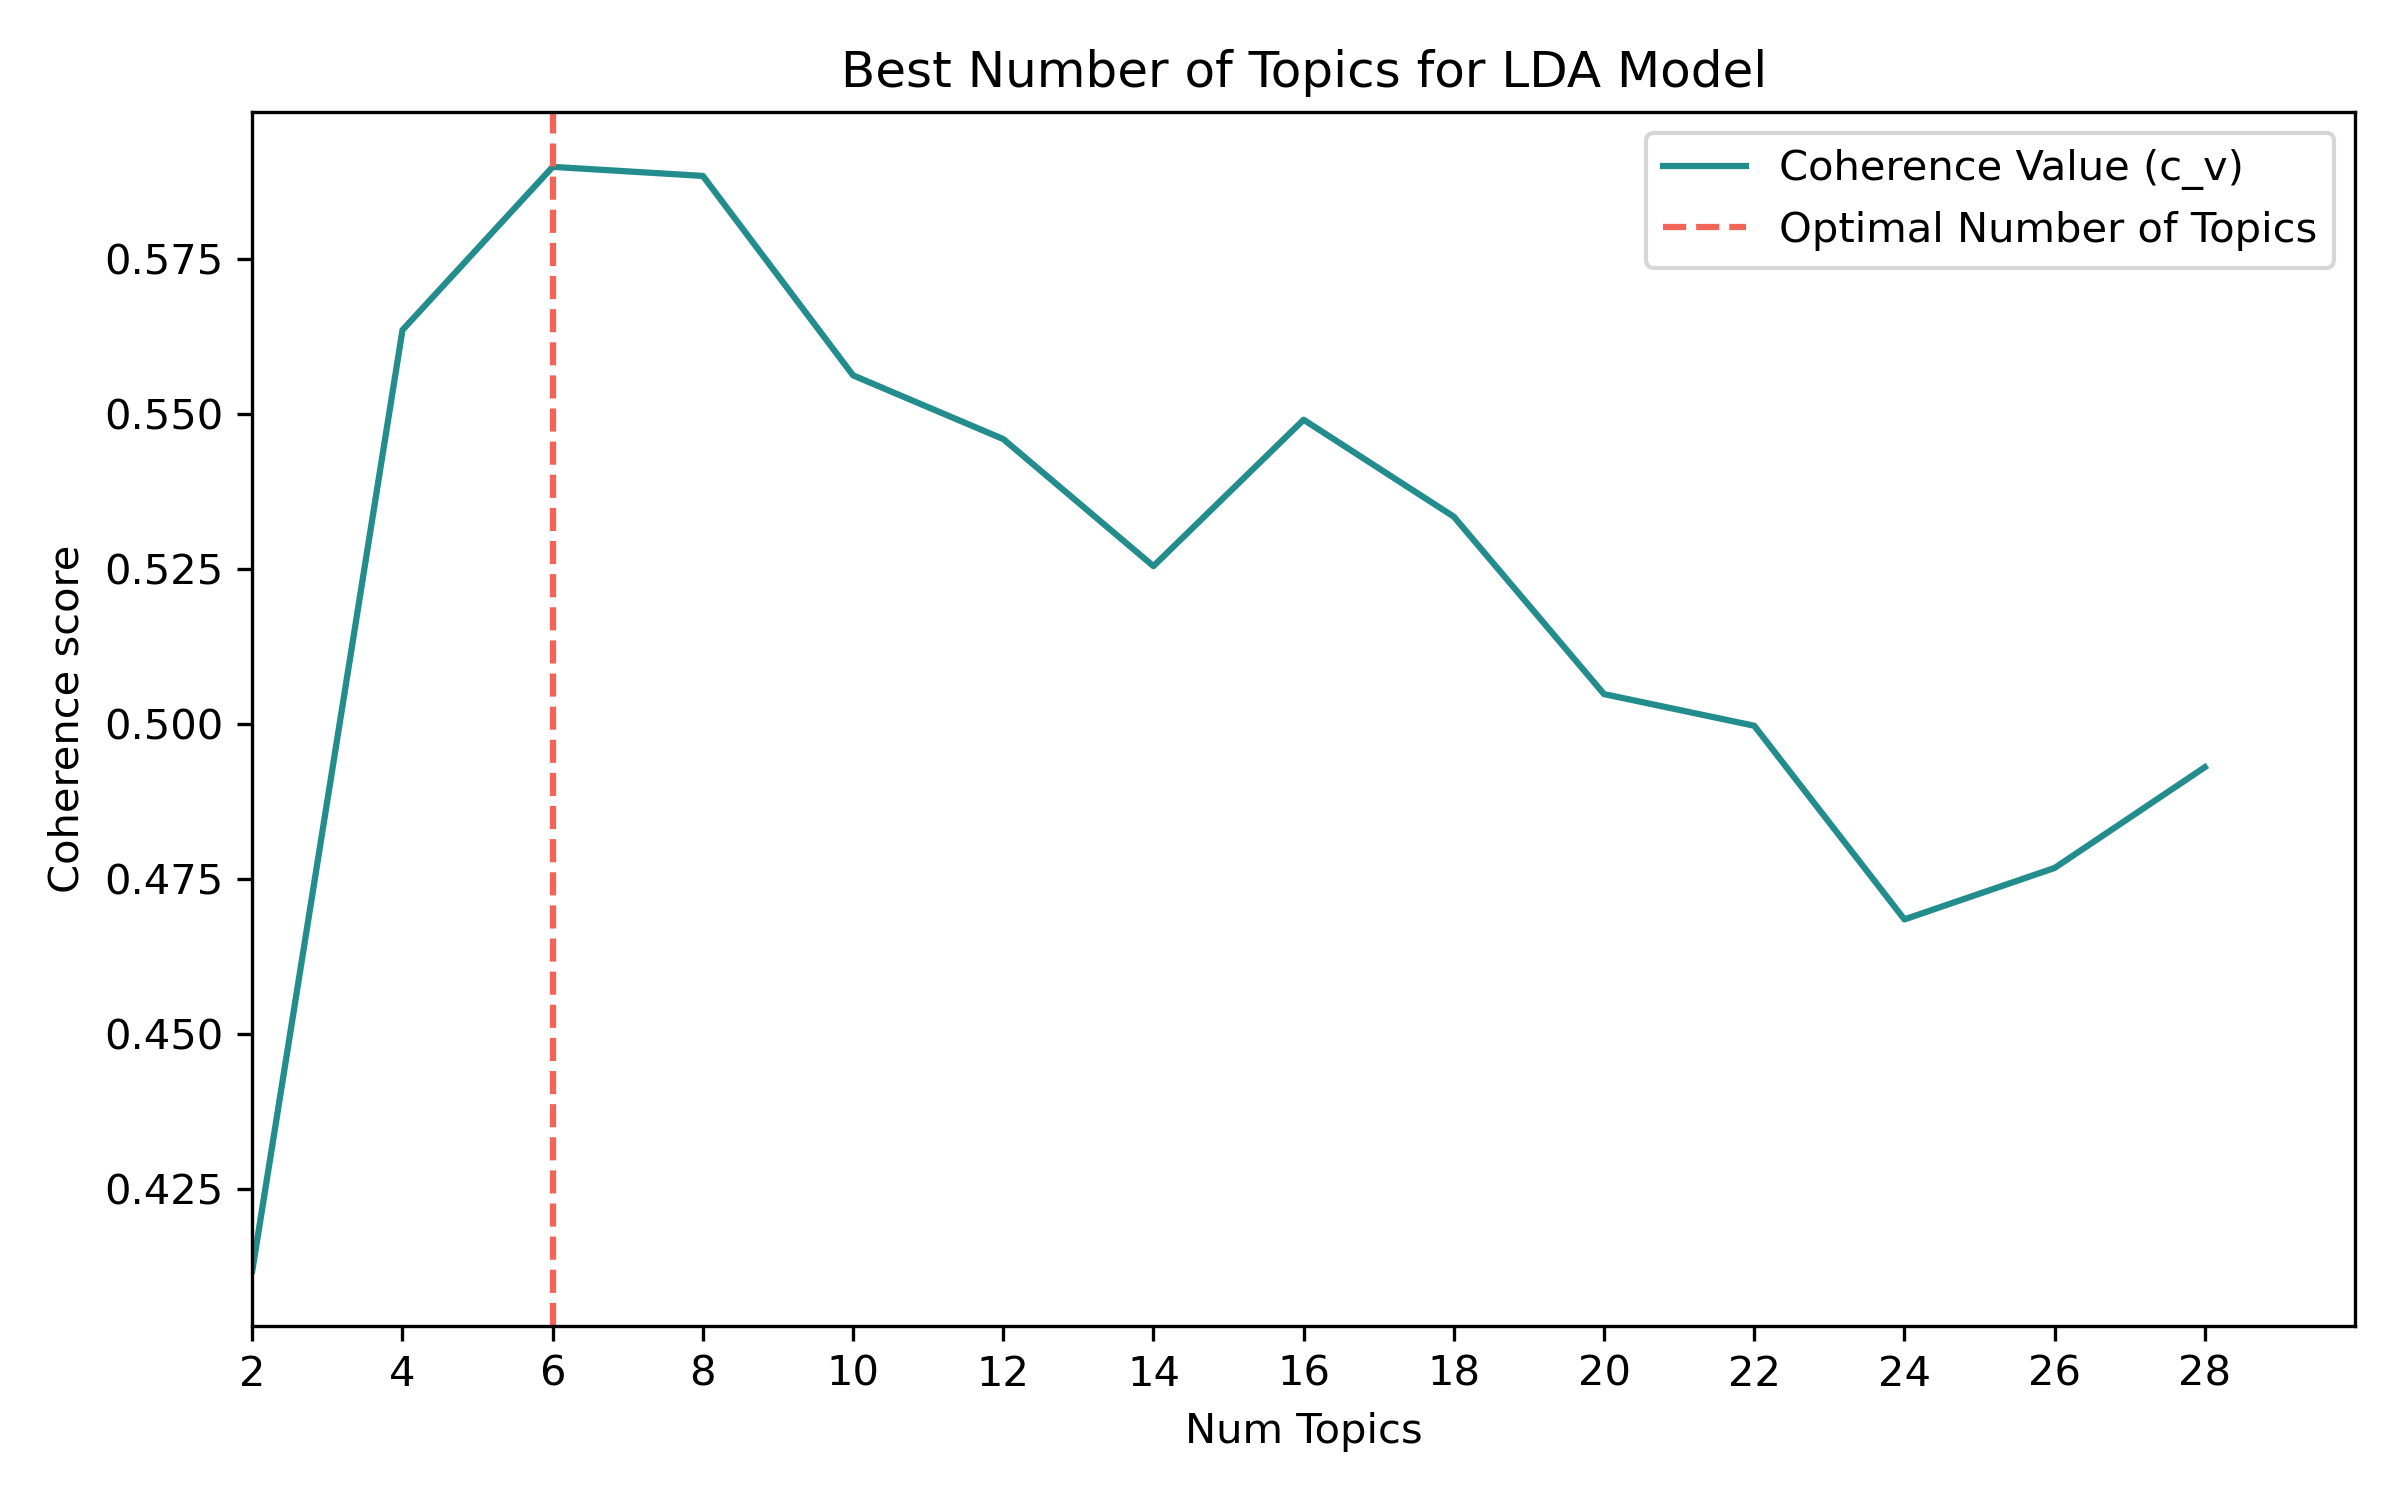 Best Number of Topics for LDA Model
Coherence Value (c_v)
Optimal Number of Topics
0.575
0.550
0.525
0.500
0.475
0.450
0.425
Coherence score
2 4 6 8 10 12 14 16 18 20 22 24 26 28
Num Topics